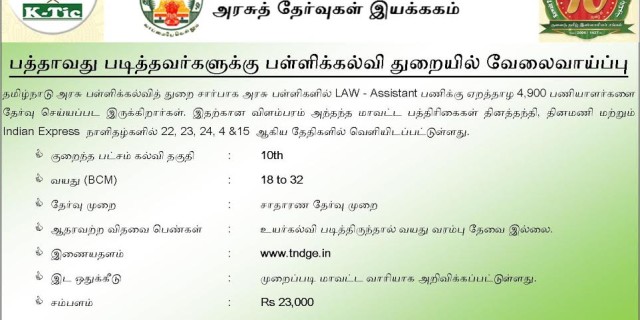 K-Tic
அரசுத் தேர்வுகள் இயக்ககம்
பத்தாவது படித்தவர்களுக்கு பள்ளிக்கல்வி துறையில் வேலைவாய்ப்பு
தமிழ்நாடு அரசு பள்ளிக்கல்வித் துறை சார்பாக அரசு பள்ளிகளில் LAW - Assistant பணிக்கு ஏறத்தாழ 4,900 பணியாளர்களை
தேர்வு செய்யப்பட இருக்கிறார்கள். இதற்கான விளம்பரம் அந்தந்த மாவட்ட பத்திரிகைகள் தினத்தந்தி, தினமணி மற்றும்
Indian Express நாளிதழ்களில் 22, 23, 24, 4 &15 ஆகிய தேதிகளில் வெளியிடப்பட்டுள்ளது.
குறைந்த பட்சம் கல்வி தகுதி : 10th
வயது (BCM) : 18 to 32
தேர்வு முறை : சாதாரண தேர்வு முறை
ஆதரவற்ற விதவை பெண்கள் : உயர்கல்வி படித்திருந்தால் வயது வரம்பு தேவை இல்லை.
இணையதளம் : www.tndge.in
இட ஒதுக்கீடு : முறைப்படி மாவட்ட வாரியாக அறிவிக்கப்பட்டுள்ளது.
சம்பளம் : Rs 23,000